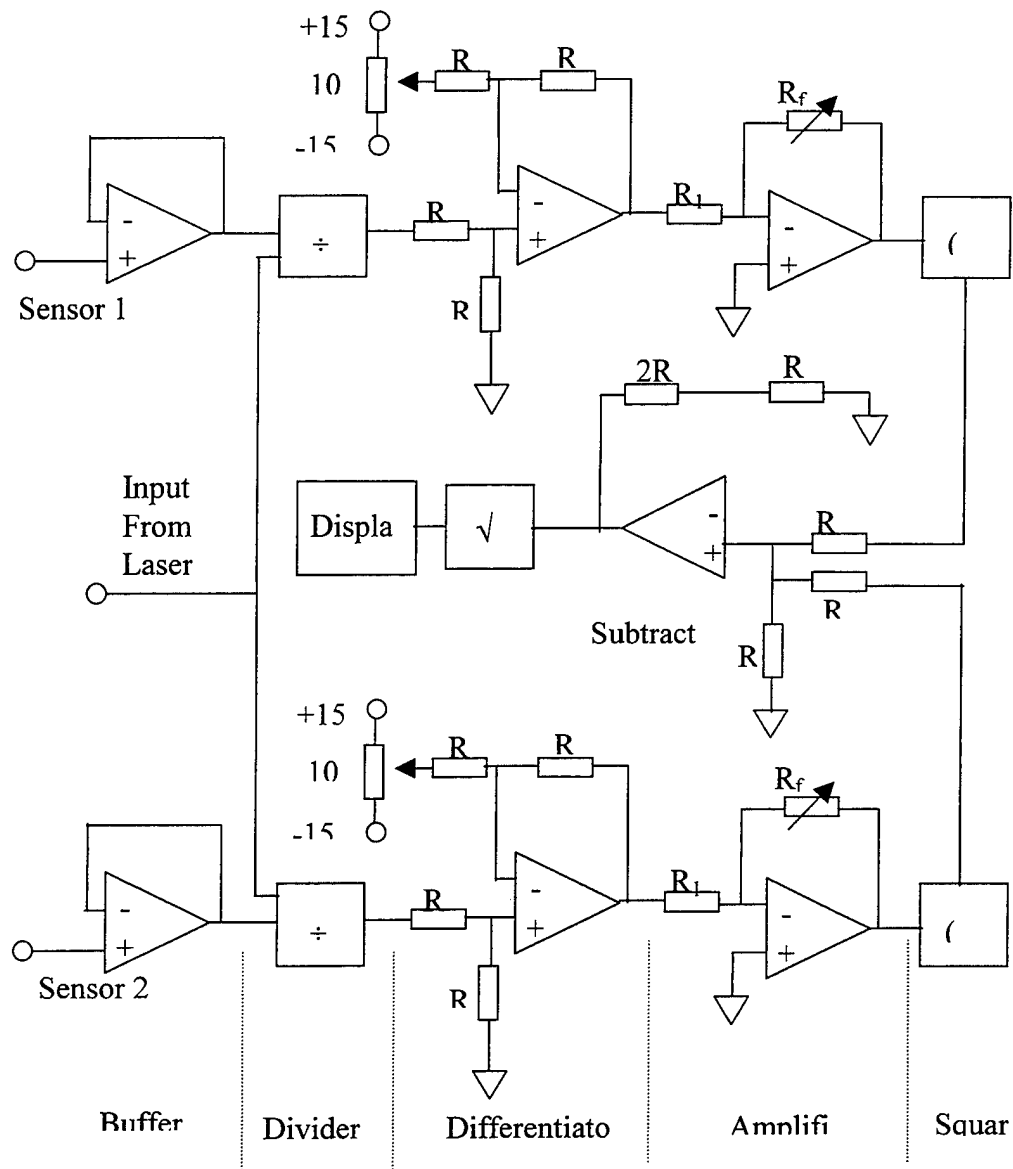 +15
10
-15
R
R
Rf
-
+
Sensor 1
÷
R
R
-
+
R1
-
+
(
2R
R
Input
From
Laser
Displa
√
-
+
R
R
R
Subtract
+15
10
-15
R
R
Rf
-
+
Sensor 2
÷
R
R
-
+
R1
-
+
(
Buffer
Divider
Differentiato
Amplifi
Squar